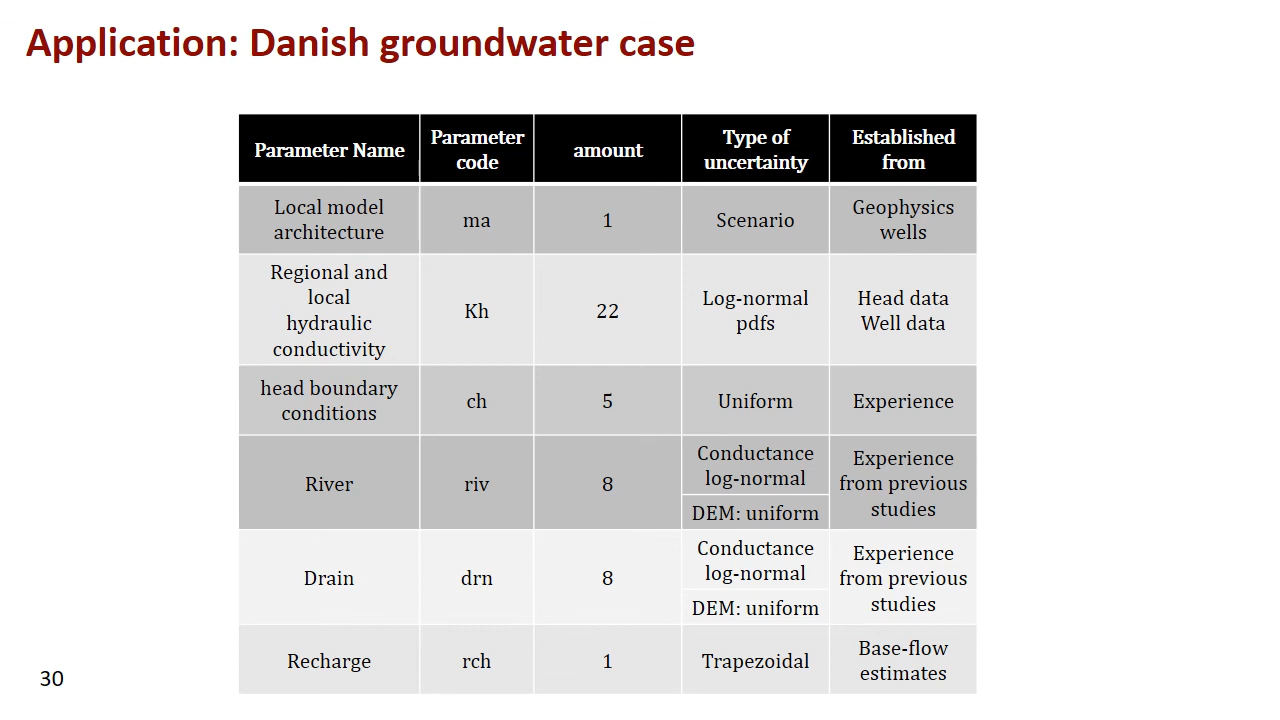 Application: Danish groundwater case
Parameter Name
Parameter
code
amount
Type of
uncertainty
Established
from
Local model
architecture
ma
1
Scenario
Geophysics
wells
Regional and
local
hydraulic
conductivity
Kh
22
Log-normal
pdfs
Head data
Well data
head boundary
conditions
ch
5
Uniform
Experience
River
riv
8
Conductance
log-normal
DEM: uniform
Experience
from previous
studies
Drain
drn
8
Conductance
log-normal
DEM: uniform
Experience
from previous
studies
Recharge
rch
1
Trapezoidal
Base-flow
estimates
30